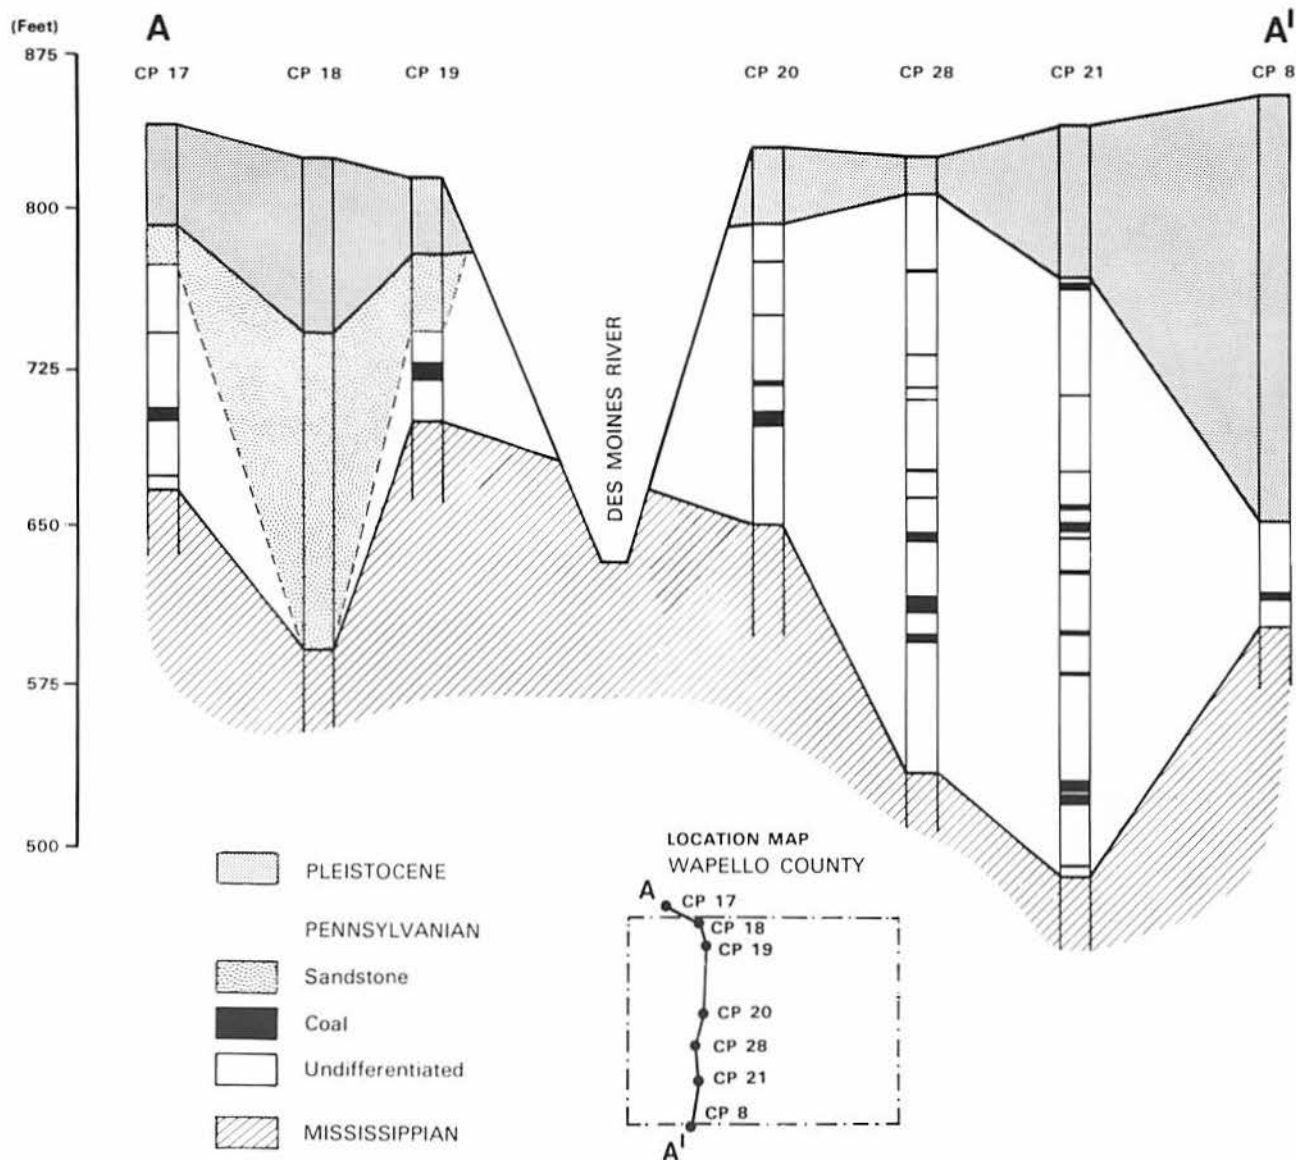 (Feet)
A
A'
875
CP 17
CP 18
CP 19
CP 20
CP 28
CP 21
CP 8
800
725
650
575
500
DES MOINES RIVER
PLEISTOCENE
PENNSYLVANIAN
Sandstone
Coal
Undifferentiated
MISSISSIPPIAN
LOCATION MAP
WAPELLO COUNTY
A
CP 17
CP 18
CP 19
CP 20
CP 28
CP 21
CP 8
A'